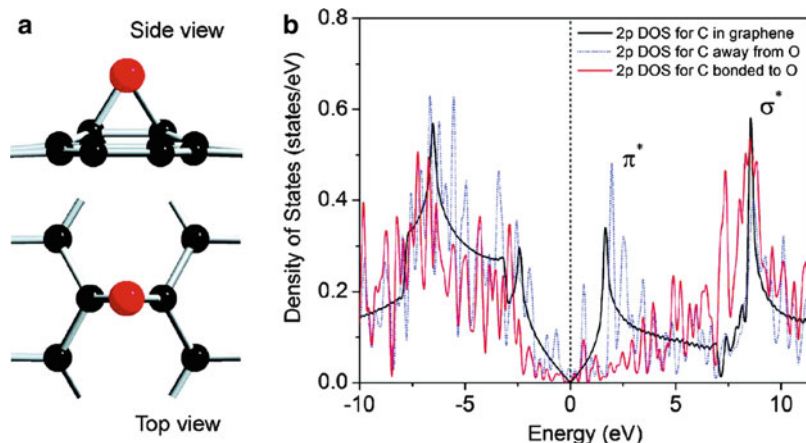 a
Side view
Top view
b
2p DOS for C in graphene
2p DOS for C away from O
2p DOS for C bonded to O
σ*
π*
Density of States (states/eV)
0.8
0.6
0.4
0.2
0.0
-10
-5
0
5
10
Energy (eV)